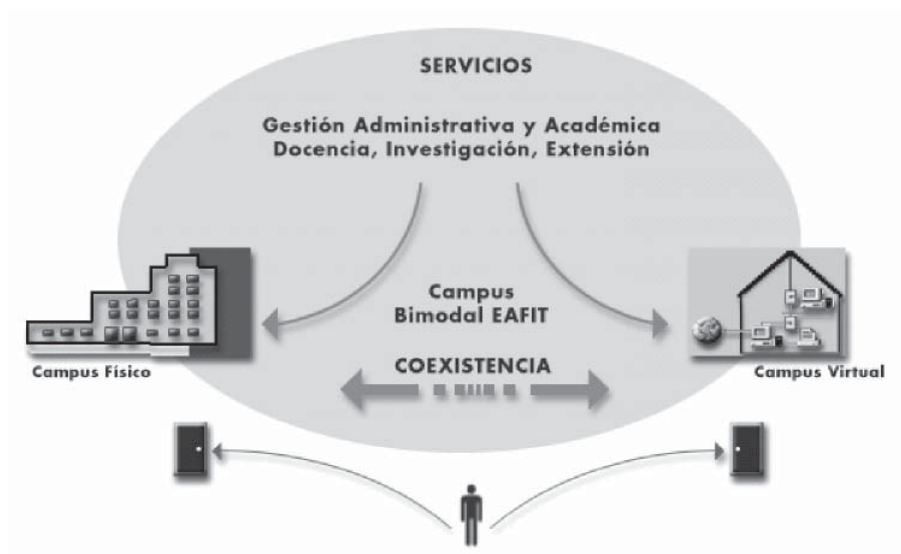 SERVICIOS
Gestión Administrativa y Académica
Docencia, Investigación, Extensión
Campus
Bimodal EAFIT
COEXISTENCIA
Campus Físico
Campus Virtual